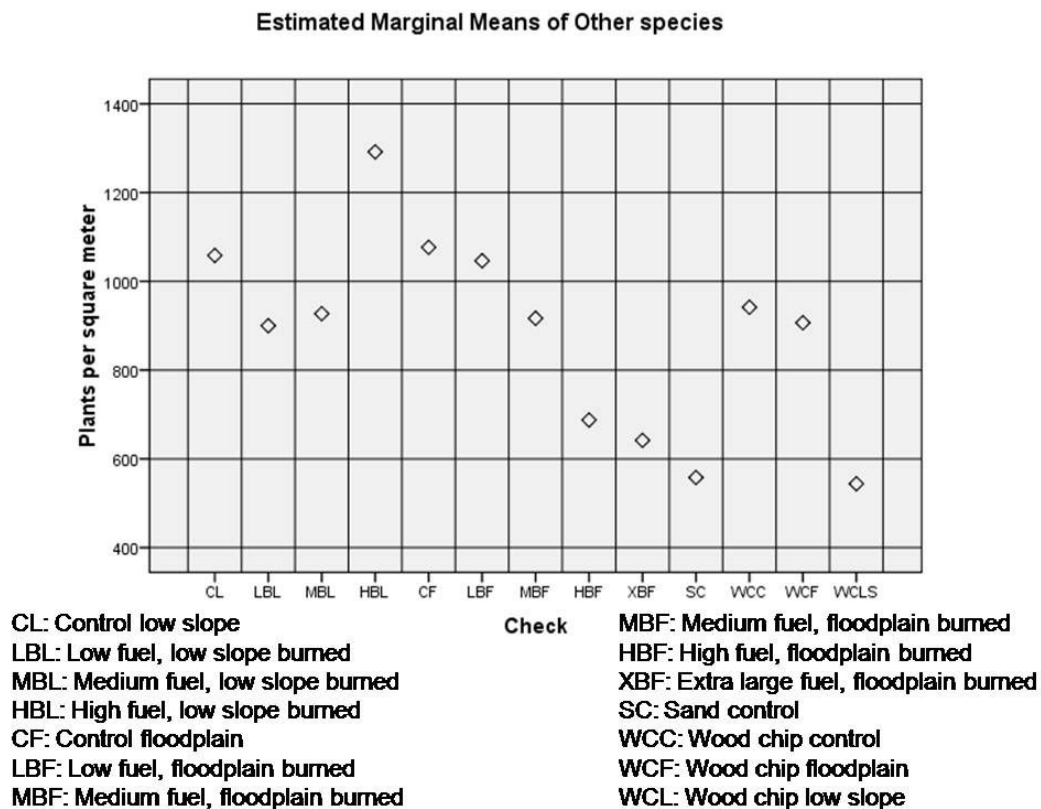 Estimated Marginal Means of Other species
1400
1200
1000
800
600
400
Plants per square meter
CL LBL MBL HBL CF LBF MBF HBF XBF SC WCC WCF WCLS
Check
CL: Control low slope
LBL: Low fuel, low slope burned
MBL: Medium fuel, low slope burned
HBL: High fuel, low slope burned
CF: Control floodplain
LBF: Low fuel, floodplain burned
MBF: Medium fuel, floodplain burned
MBF: Medium fuel, floodplain burned
HBF: High fuel, floodplain burned
XBF: Extra large fuel, floodplain burned
SC: Sand control
WCC: Wood chip control
WCF: Wood chip floodplain
WCL: Wood chip low slope